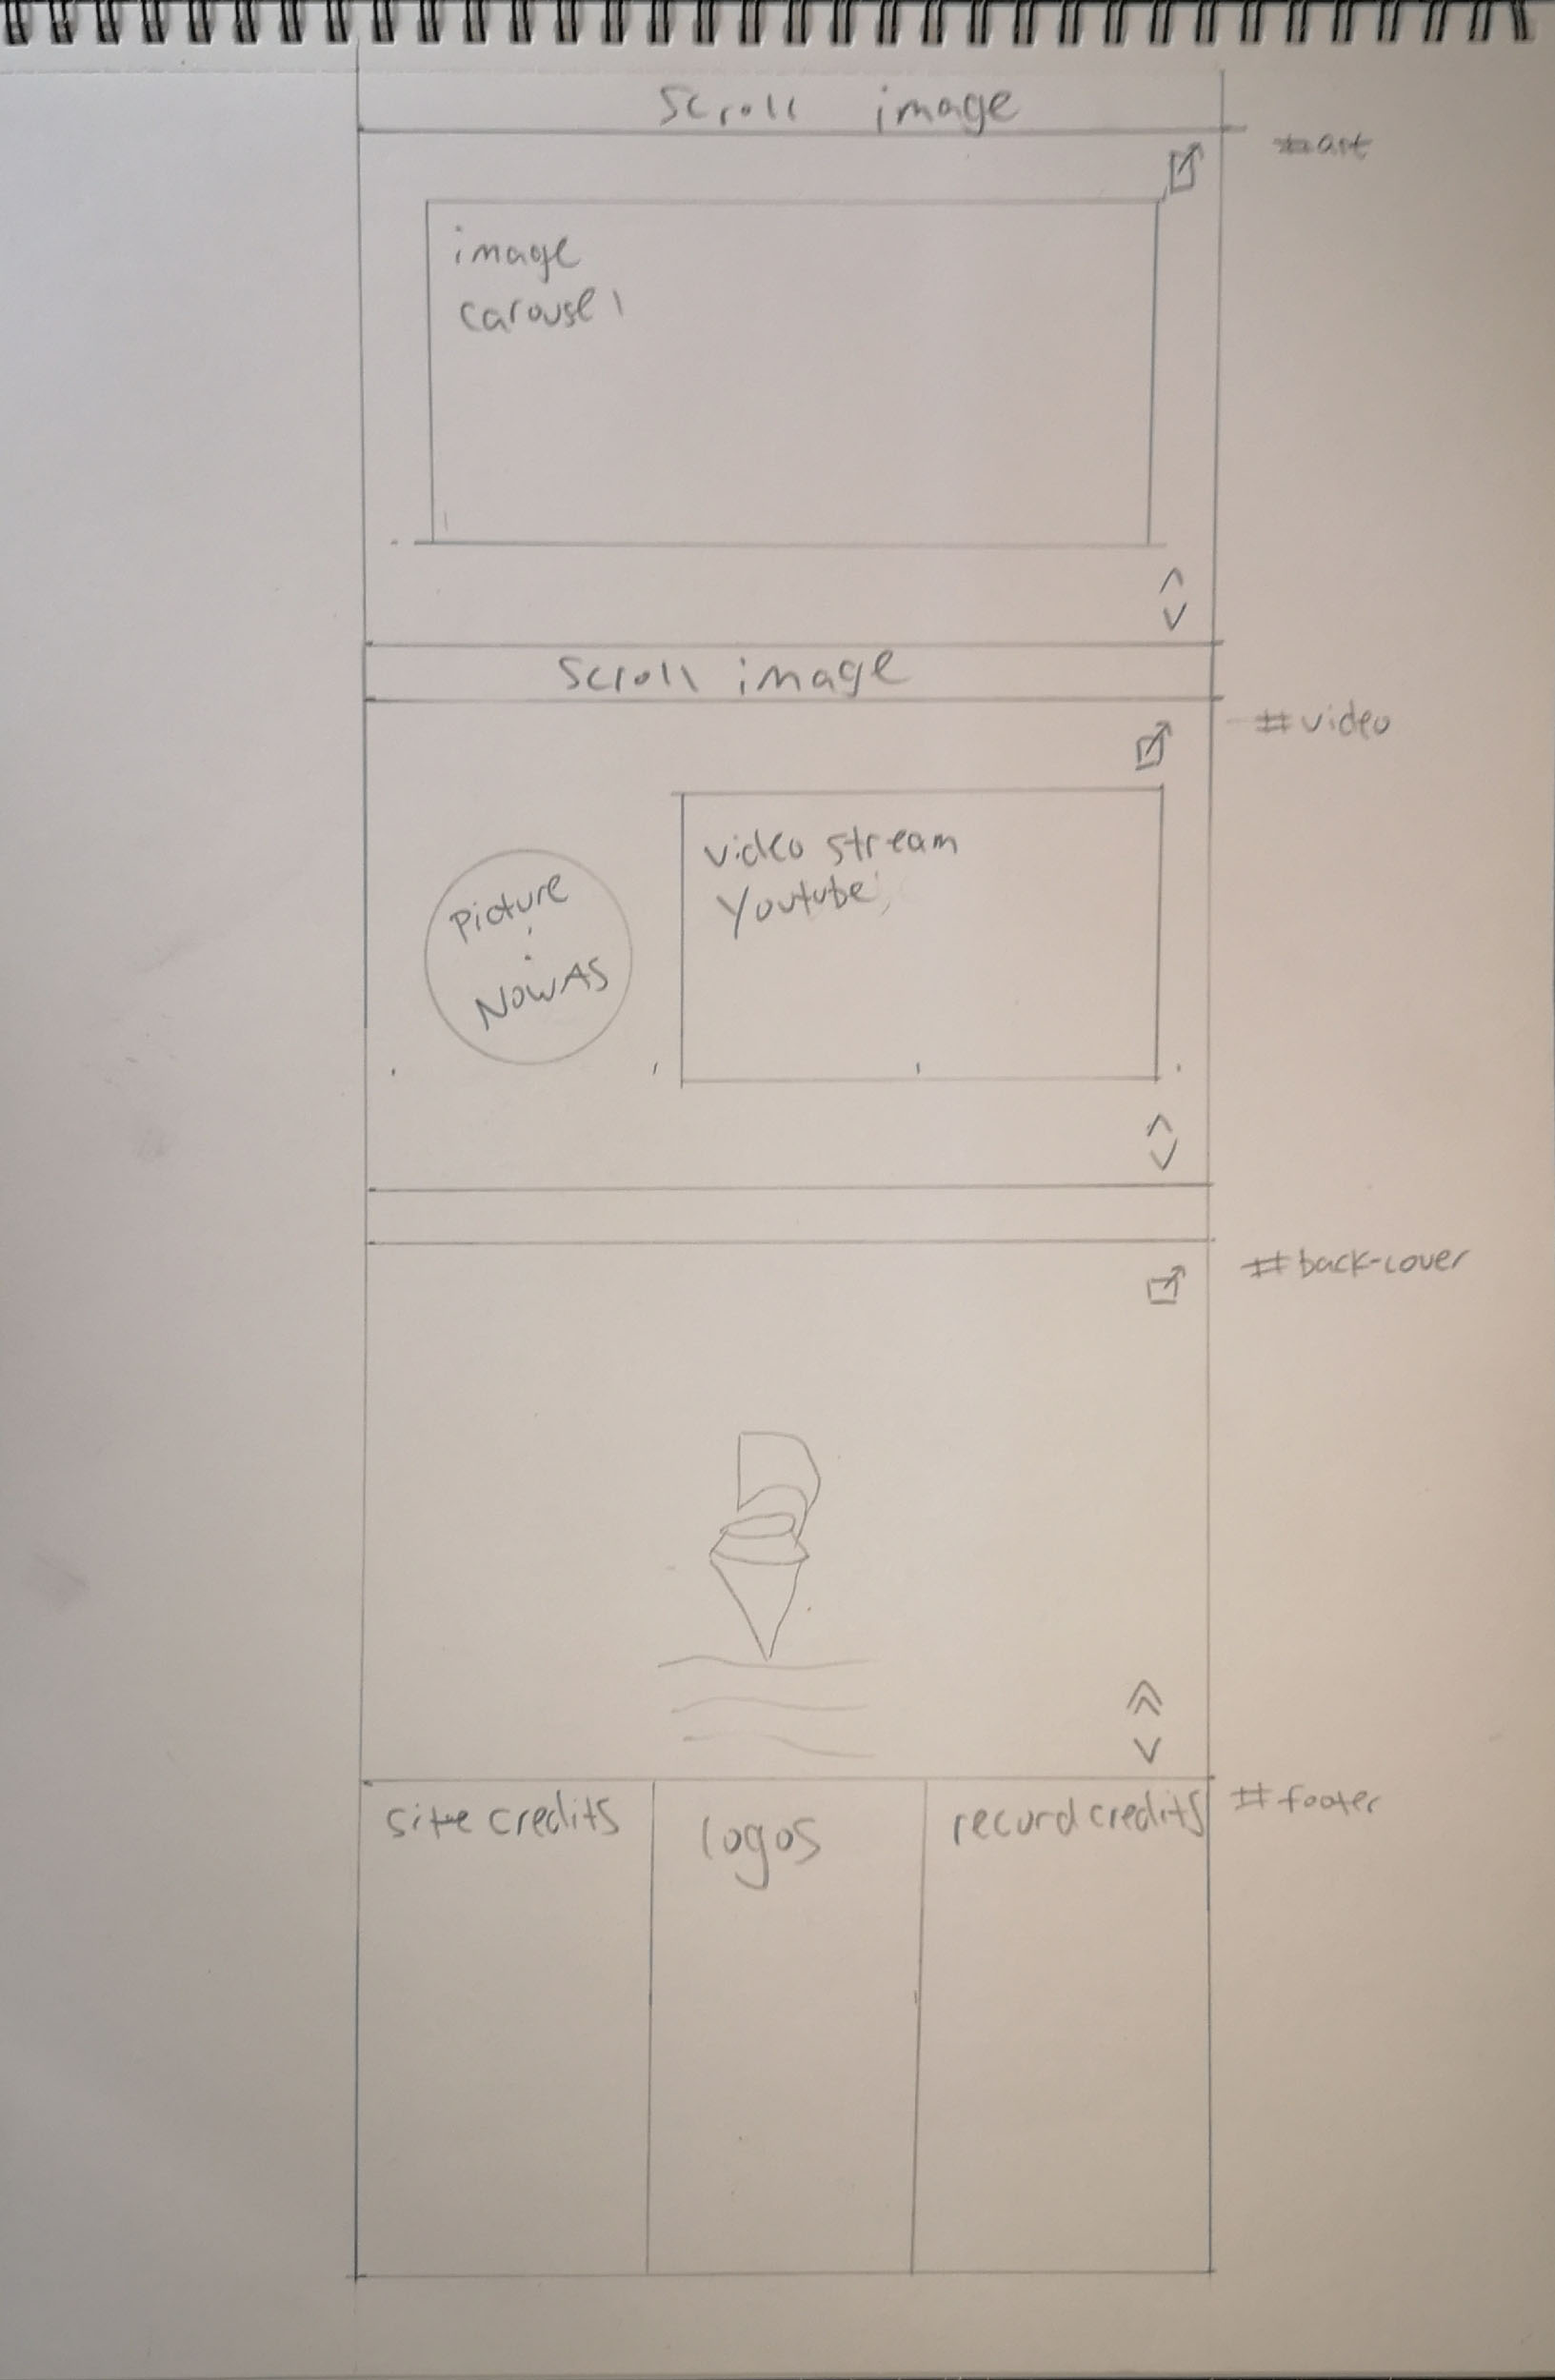 Scroll image
#art
image
carousel
Scroll image
#video
video stream
Youtube
Picture
NOWAS
#back-cover
#footer
site credits
logos
record credits